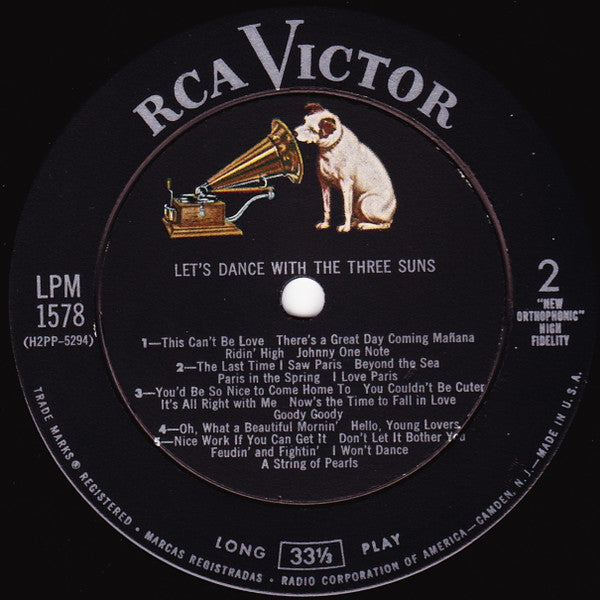 RCA VICTOR
LET'S DANCE WITH THE THREE SUNS
LPM
1578
(H2PP-5294)
2
"NEW
ORTHOPHONIC"
HIGH
FIDELITY
1—This Can't Be Love There's a Great Day Coming Mañana
Ridin' High Johnny One Note
2—The Last Time I Saw Paris Beyond the Sea
Paris in the Spring I Love Paris
3—You'd Be So Nice to Come Home To You Couldn't Be Cuter
It's All Right with Me Now's the Time to Fall in Love
Goody Goody
4—Oh, What a Beautiful Mornin' Hello, Young Lovers
5—Nice Work If You Can Get It Don't Let It Bother You
Feudin' and Fightin' I Won't Dance
A String of Pearls
LONG 33⅓ PLAY
TRADE MARKS® REGISTERED • MARCAS REGISTRADAS • RADIO CORPORATION OF AMERICA—CAMDEN, N. J.—MADE IN U. S. A.